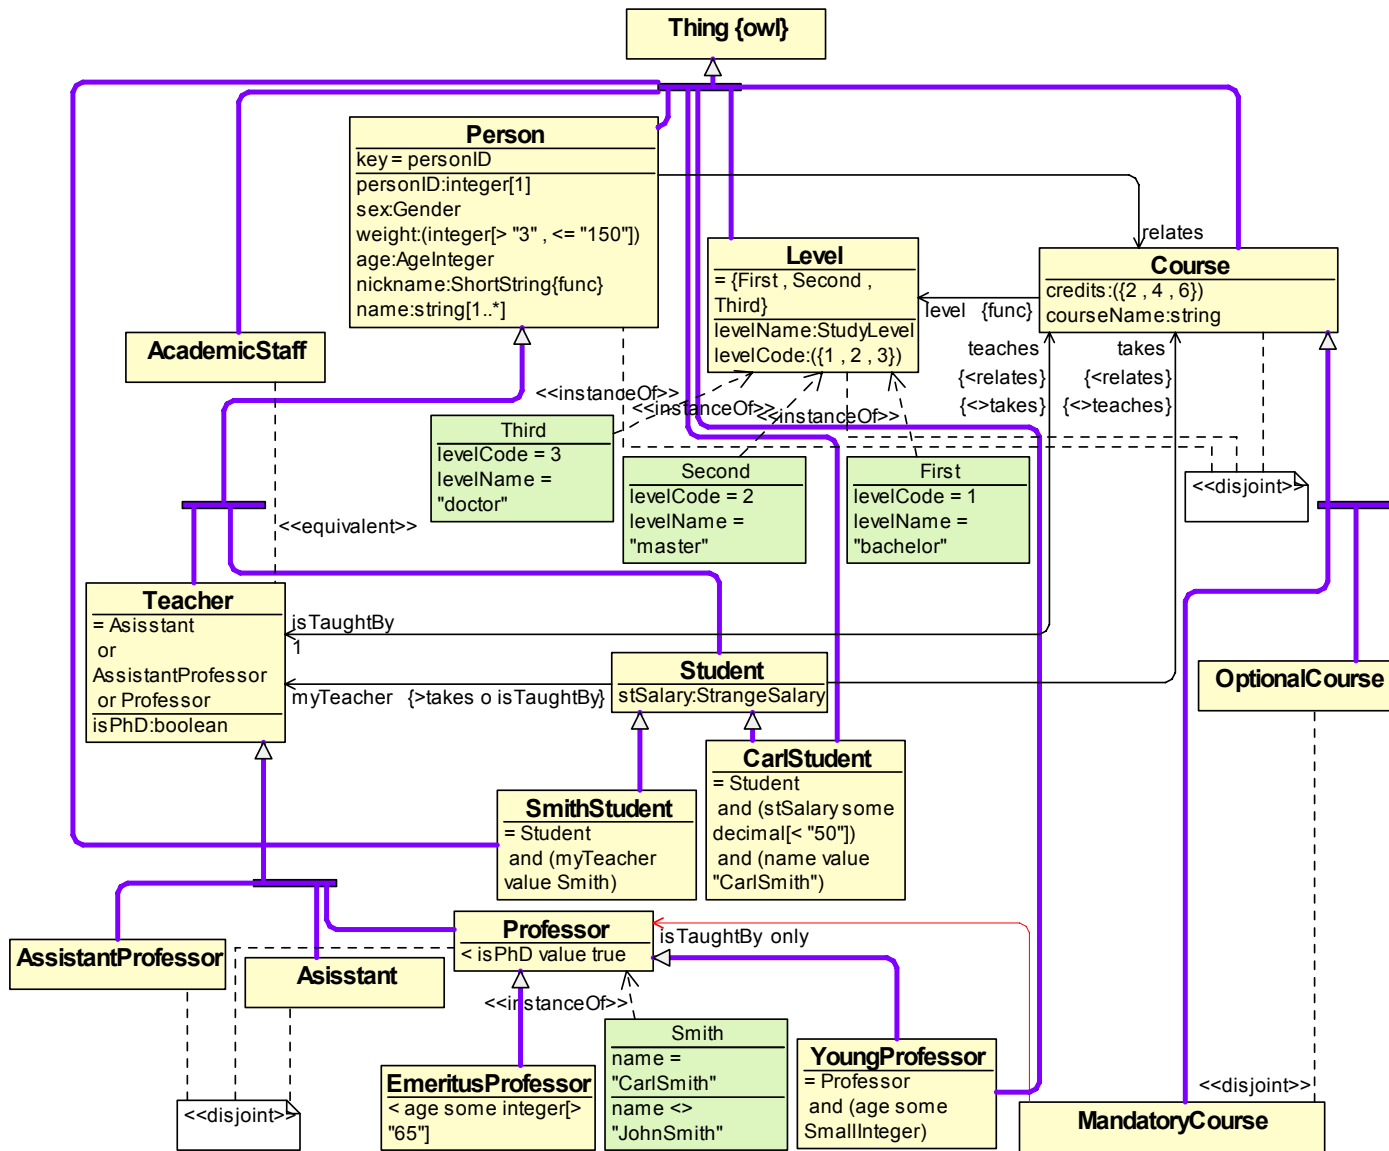 Thing {owl}
Person
key = personID
personID:integer[1]
sex:Gender
weight:(integer[> "3" , <= "150"])
age:AgeInteger
nickname:ShortString{func}
name:string[1..*]
relates
Level
= {First , Second ,
Third}
levelName:StudyLevel
levelCode:({1 , 2 , 3})
Course
credits:({2 , 4 , 6})
courseName:string
level {func}
teaches
{<relates}
{<>takes}
takes
{<relates}
{<>teaches}
AcademicStaff
<<instanceOf>>
<<instanceOf>>
<<instanceOf>>
Third
levelCode = 3
levelName =
"doctor"
Second
levelCode = 2
levelName =
"master"
First
levelCode = 1
levelName =
"bachelor"
<<disjoint>>
<<equivalent>>
Teacher
= Asisstant
or
AssistantProfessor
or Professor
isPhD:boolean
isTaughtBy
1
myTeacher {>takes o isTaughtBy}
Student
stSalary:StrangeSalary
OptionalCourse
CarlStudent
= Student
and (stSalary some
decimal[< "50"])
and (name value
"CarlSmith")
SmithStudent
= Student
and (myTeacher
value Smith)
AssistantProfessor
Asisstant
Professor
< isPhD value true
isTaughtBy only
<<instanceOf>>
Smith
name =
"CarlSmith"
name <>
"JohnSmith"
EmeritusProfessor
< age some integer[>
"65"]
YoungProfessor
= Professor
and (age some
SmallInteger)
<<disjoint>>
<<disjoint>>
MandatoryCourse